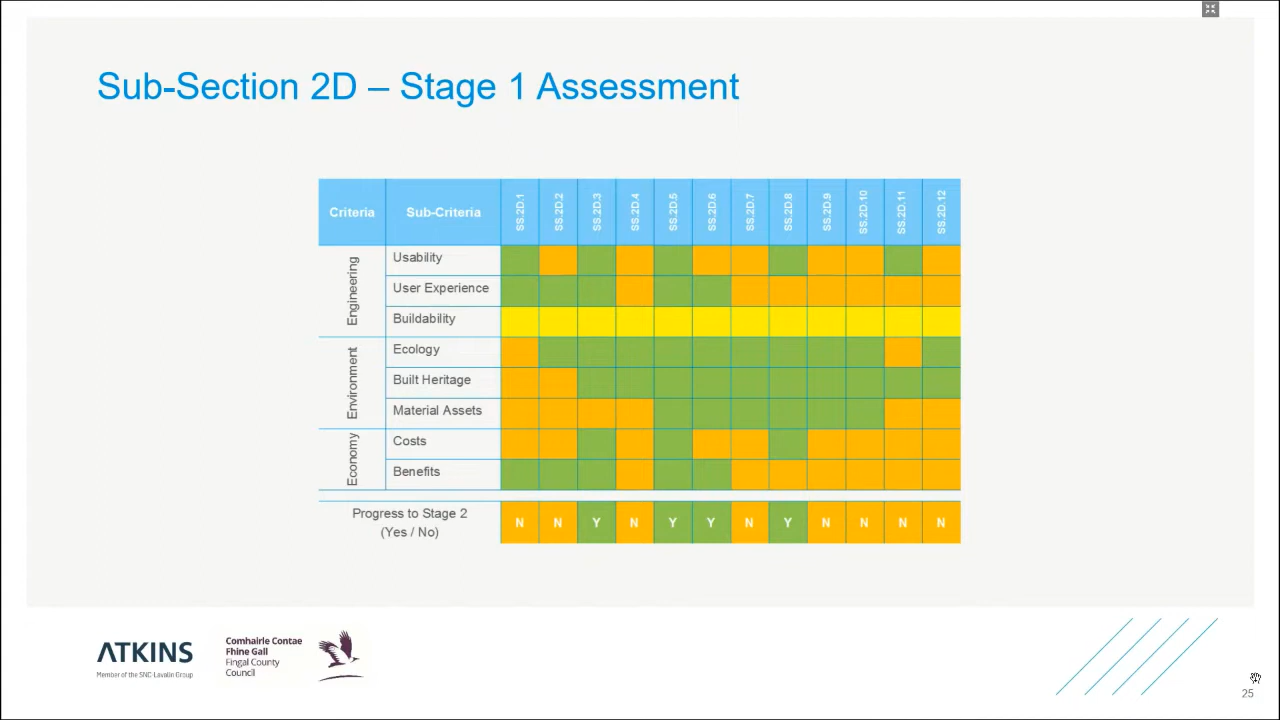 Sub-Section 2D – Stage 1 Assessment
Criteria Sub-Criteria SS.2D.1 SS.2D.2 SS.2D.3 SS.2D.4 SS.2D.5 SS.2D.6 SS.2D.7 SS.2D.8 SS.2D.9 SS.2D.10 SS.2D.11 SS.2D.12
Engineering
Usability
User Experience
Buildability
Environment
Ecology
Built Heritage
Material Assets
Economy
Costs
Benefits
Progress to Stage 2
(Yes / No)
N N Y N Y Y N Y N N N N
ATKINS
Member of the SNC-Lavalin Group
Comhairle Contae
Fhine Gall
Fingal County
Council
25